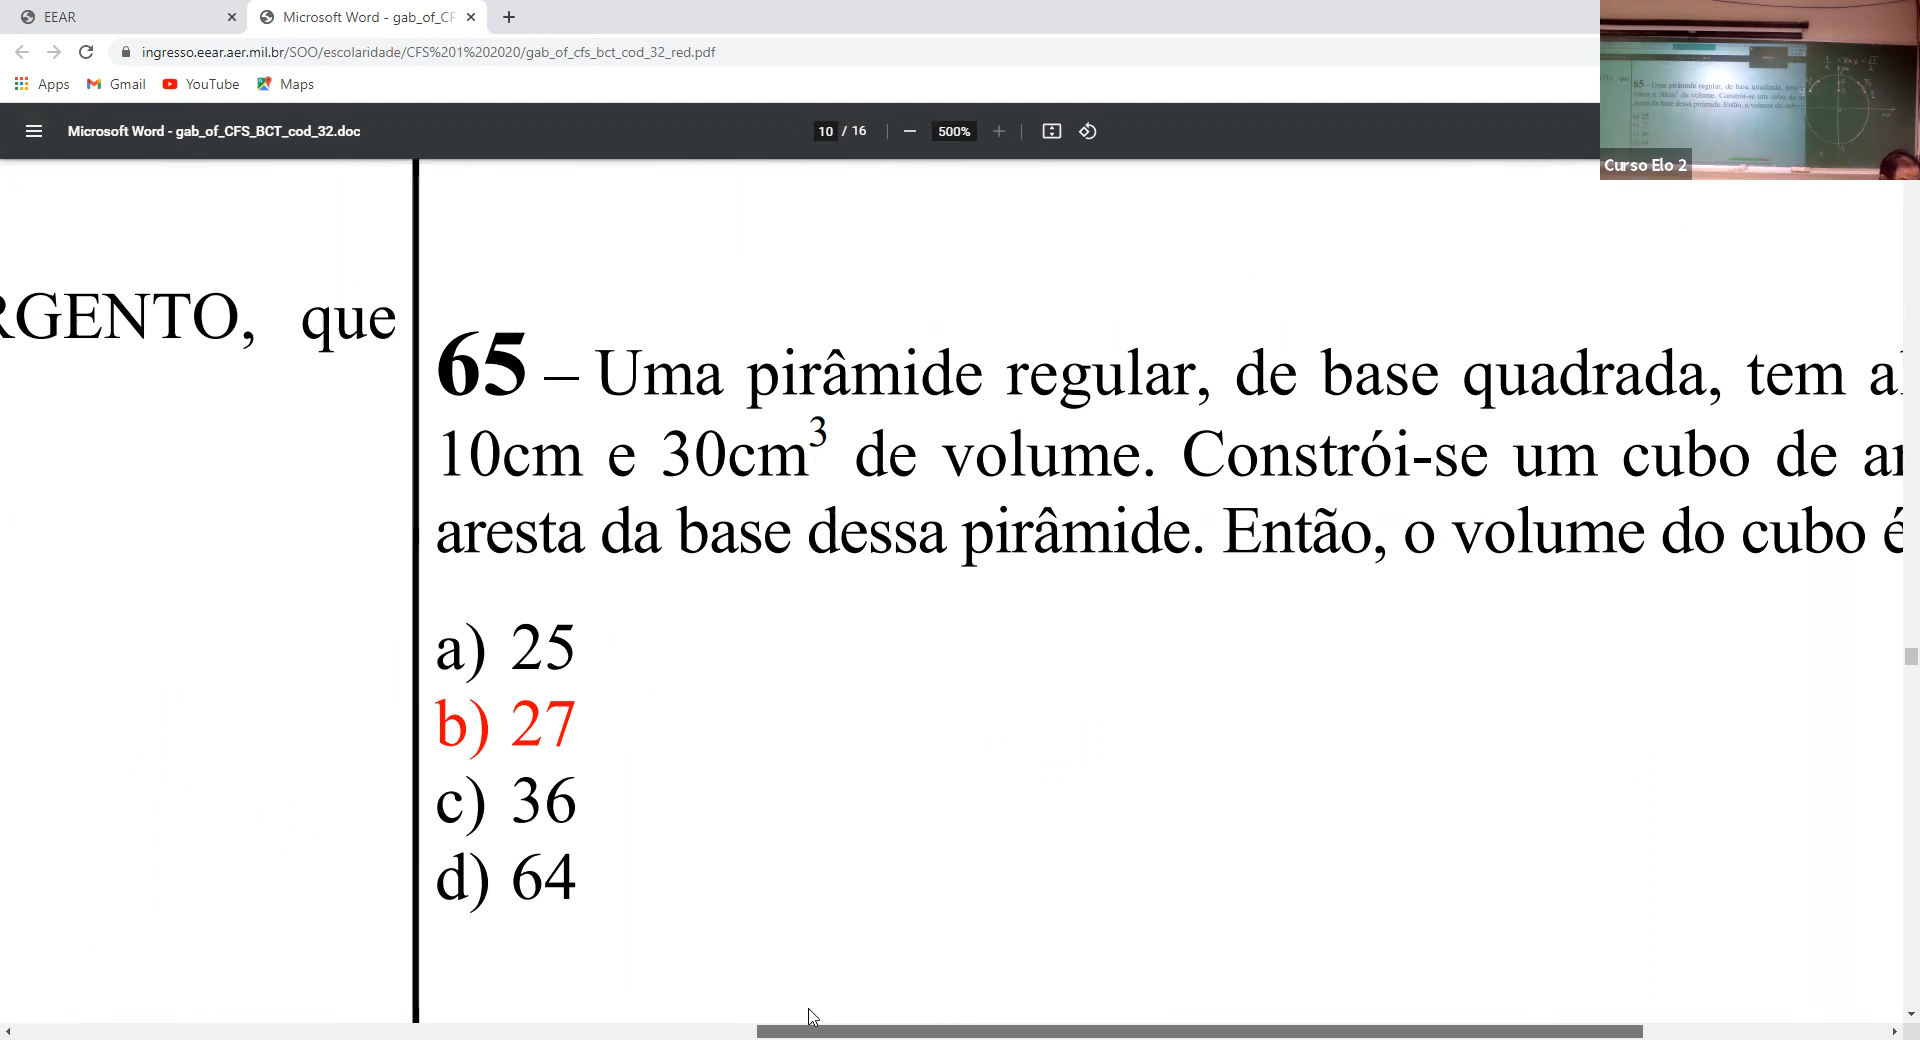 EEAR
Microsoft Word - gab_of_CF
ingresso.eear.aer.mil.br/SOO/escolaridade/CFS%201%202020/gab_of_cfs_bct_cod_32_red.pdf
Apps Gmail YouTube Maps
Microsoft Word - gab_of_CFS_BCT_cod_32.doc
10 / 16
500%
Curso Elo 2
RGENTO, que
65 – Uma pirâmide regular, de base quadrada, tem al
10cm e 30cm³ de volume. Constrói-se um cubo de ar
aresta da base dessa pirâmide. Então, o volume do cubo é
a) 25
b) 27
c) 36
d) 64